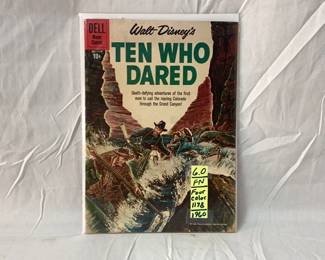 DELL
10¢
Walt Disney's
TEN WHO
DARED
Death-defying adventures of the first
men to sail the raging Colorado
through the Grand Canyon!
6.0
FN
Four
color
1178
1960